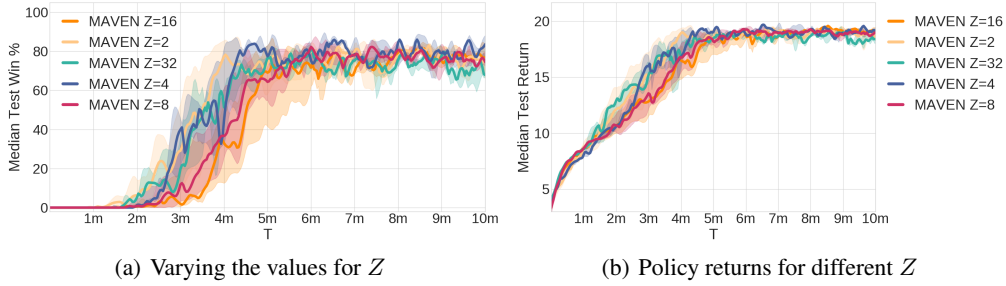 MAVEN Z=16
MAVEN Z=2
MAVEN Z=32
MAVEN Z=4
MAVEN Z=8
Median Test Win %
100
80
60
40
20
0
1m 2m 3m 4m 5m 6m 7m 8m 9m 10m
T
(a) Varying the values for Z
MAVEN Z=16
MAVEN Z=2
MAVEN Z=32
MAVEN Z=4
MAVEN Z=8
Median Test Return
20
15
10
5
1m 2m 3m 4m 5m 6m 7m 8m 9m 10m
T
(b) Policy returns for different Z